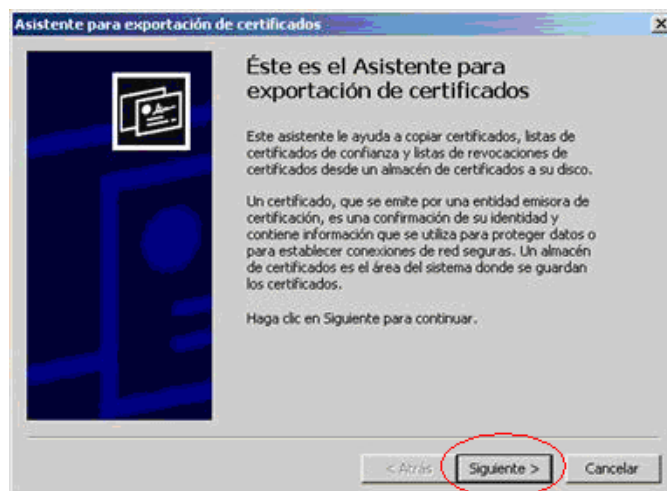 Asistente para exportación de certificados
Éste es el Asistente para
exportación de certificados
Este asistente le ayuda a copiar certificados, listas de
certificados de confianza y listas de revocaciones de
certificados desde un almacén de certificados a su disco.
Un certificado, que se emite por una entidad emisora de
certificación, es una confirmación de su identidad y
contiene información que se utiliza para proteger datos o
para establecer conexiones de red seguras. Un almacén
de certificados es el área del sistema donde se guardan
los certificados.
Haga clic en Siguiente para continuar.
< Atrás Siguiente > Cancelar